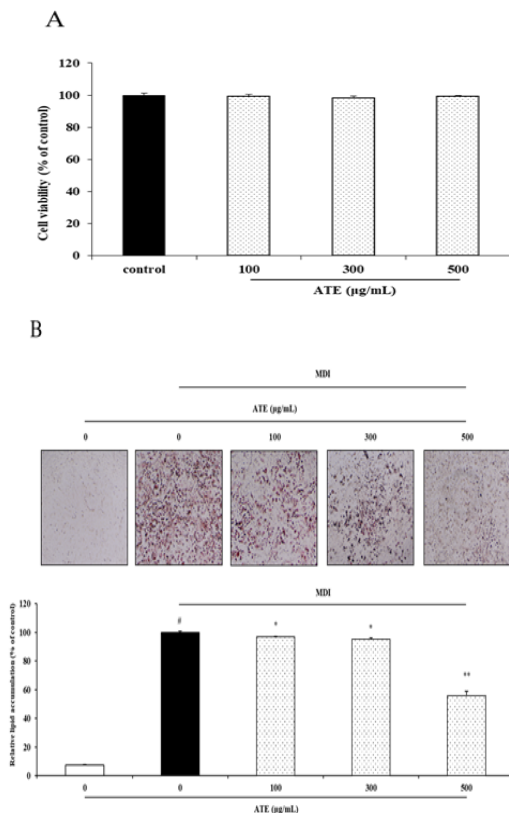 A
120
100
80
60
40
20
0
Cell viability (% of control)
control 100 300 500
ATE (μg/mL)
B
MDI
ATE (μg/mL)
0 0 100 300 500
MDI
120
100
80
60
40
20
0
Relative lipid accumulation (% of control)
# * * **
0 0 100 300 500
ATE (μg/mL)